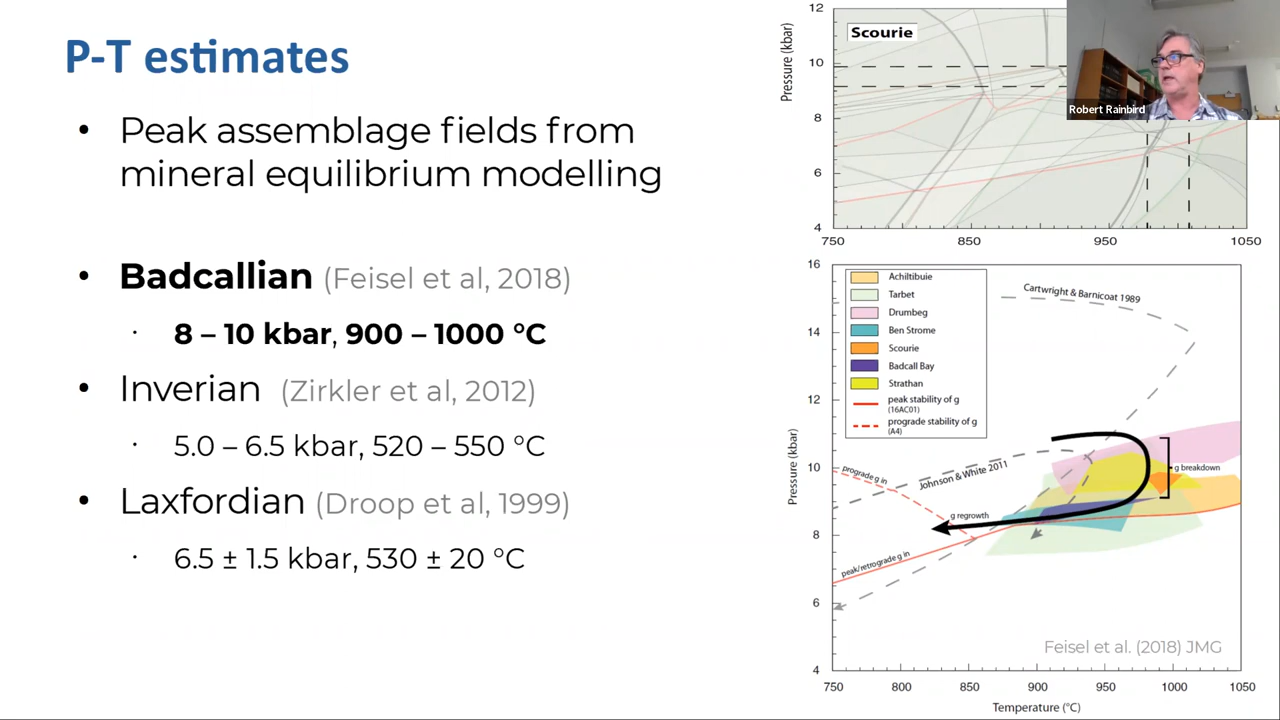 P-T estimates
• Peak assemblage fields from
mineral equilibrium modelling
• Badcallian (Feisel et al, 2018)
· 8 – 10 kbar, 900 – 1000 °C
• Inverian (Zirkler et al, 2012)
· 5.0 – 6.5 kbar, 520 – 550 °C
• Laxfordian (Droop et al, 1999)
· 6.5 ± 1.5 kbar, 530 ± 20 °C
Scourie
Pressure (kbar)
12
10
8
6
4
750 850 950 1050
Robert Rainbird
Pressure (kbar)
16
14
12
10
8
6
4
Achiltibuie
Tarbet
Drumbeg
Ben Strome
Scourie
Badcall Bay
Strathan
peak stability of g
(16AC01)
prograde stability of g
(A4)
Cartwright & Barnicoat 1989
Johnson & White 2011
prograde g in
g breakdown
g regrowth
peak/retrograde g in
Feisel et al. (2018) JMG
750 800 850 900 950 1000 1050
Temperature (°C)